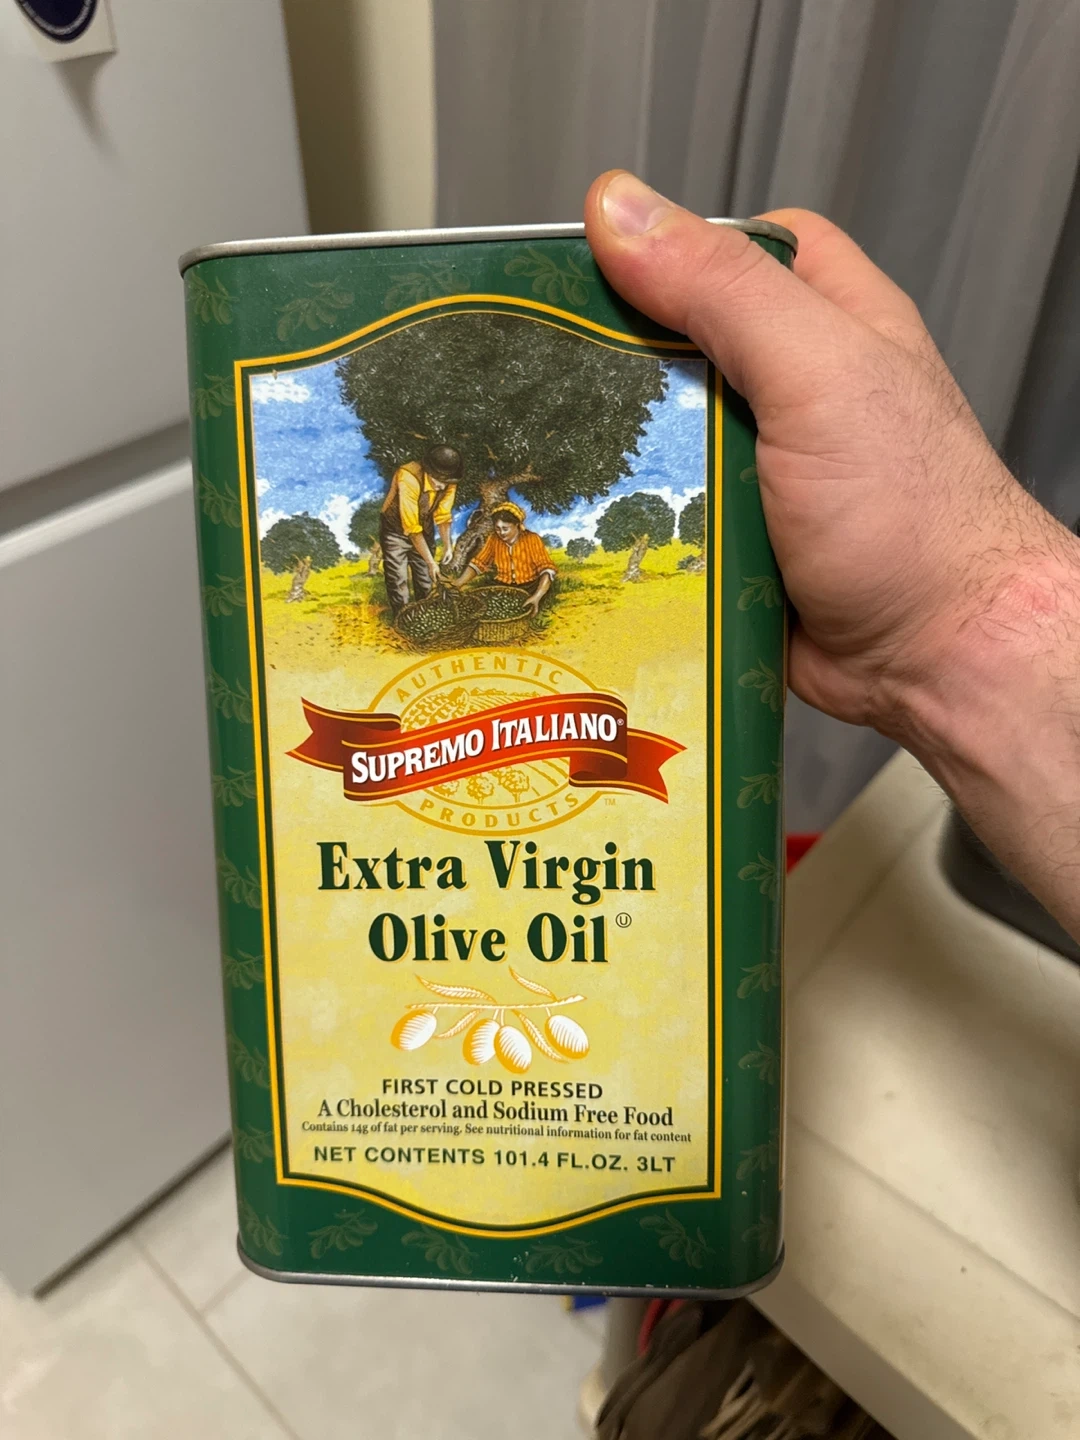 AUTHENTIC
SUPREMO ITALIANO®
PRODUCTS™
Extra Virgin
Olive Oil Ⓤ
FIRST COLD PRESSED
A Cholesterol and Sodium Free Food
Contains 14g of fat per serving. See nutritional information for fat content
NET CONTENTS 101.4 FL.OZ. 3LT